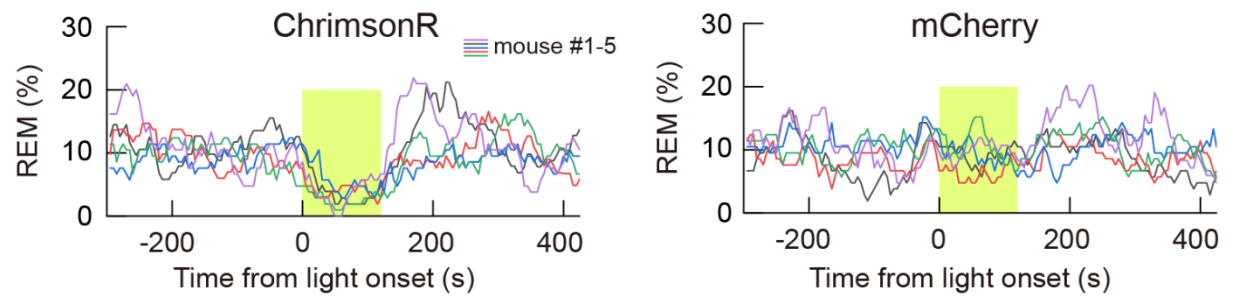 ChrimsonR
mouse #1-5
REM (%)
30
20
10
0
-200 0 200 400
Time from light onset (s)
mCherry
REM (%)
30
20
10
0
-200 0 200 400
Time from light onset (s)